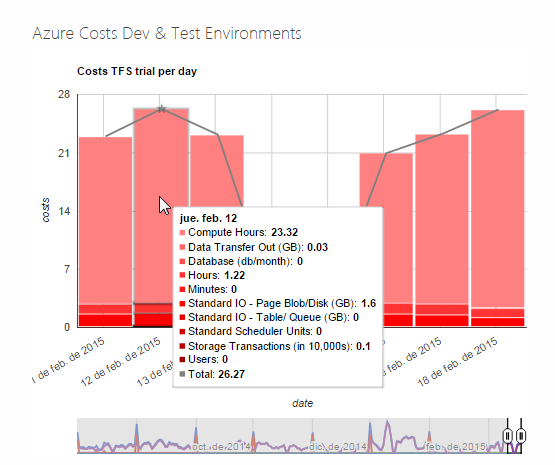 Azure Costs Dev & Test Environments
Costs TFS trial per day
28
21
14
7
0
costs
jue. feb. 12
Compute Hours: 23.32
Data Transfer Out (GB): 0.03
Database (db/month): 0
Hours: 1.22
Minutes: 0
Standard IO - Page Blob/Disk (GB): 1.6
Standard IO - Table/ Queue (GB): 0
Standard Scheduler Units: 0
Storage Transactions (in 10,000s): 0.1
Users: 0
Total: 26.27
1 de feb. de 2015
12 de feb. de 2015
13 de f
de 2015
18 de feb. de 2015
date
oct. de 2014
dic. de 2014
feb. de 2015